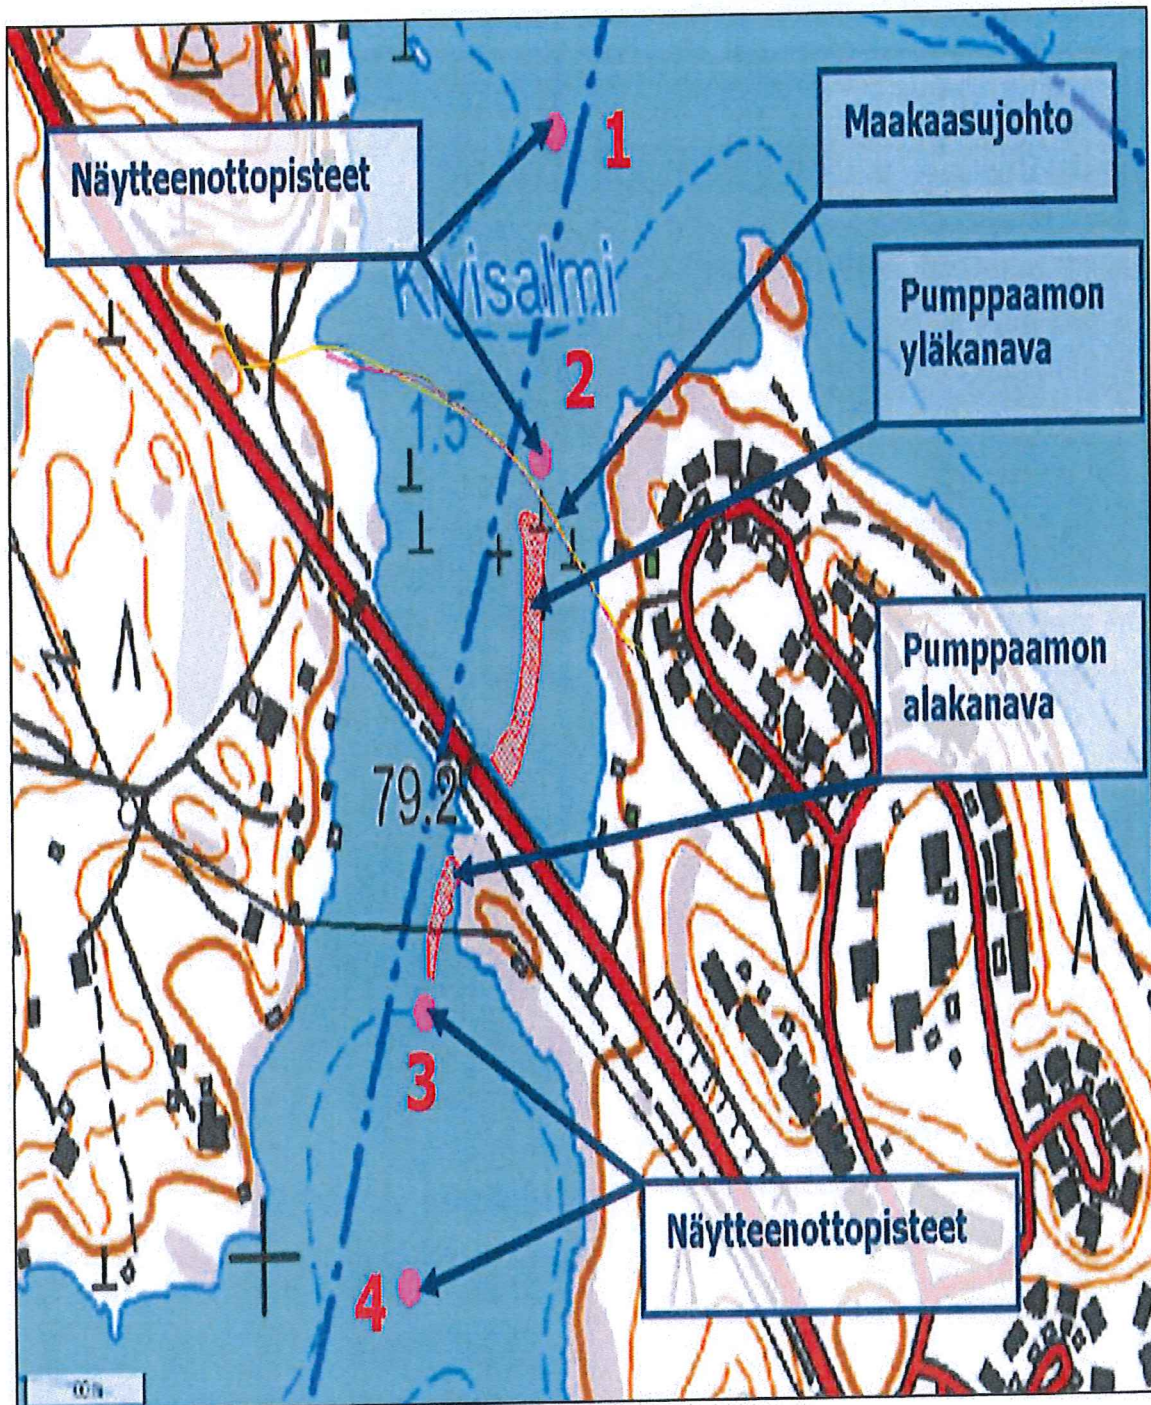 1
Maakaasujohto
Näytteenottopisteet
Kivisalmi
Pumppaamon
yläkanava
2
1.5
Pumppaamon
alakanava
79.2
3
Näytteenottopisteet
4